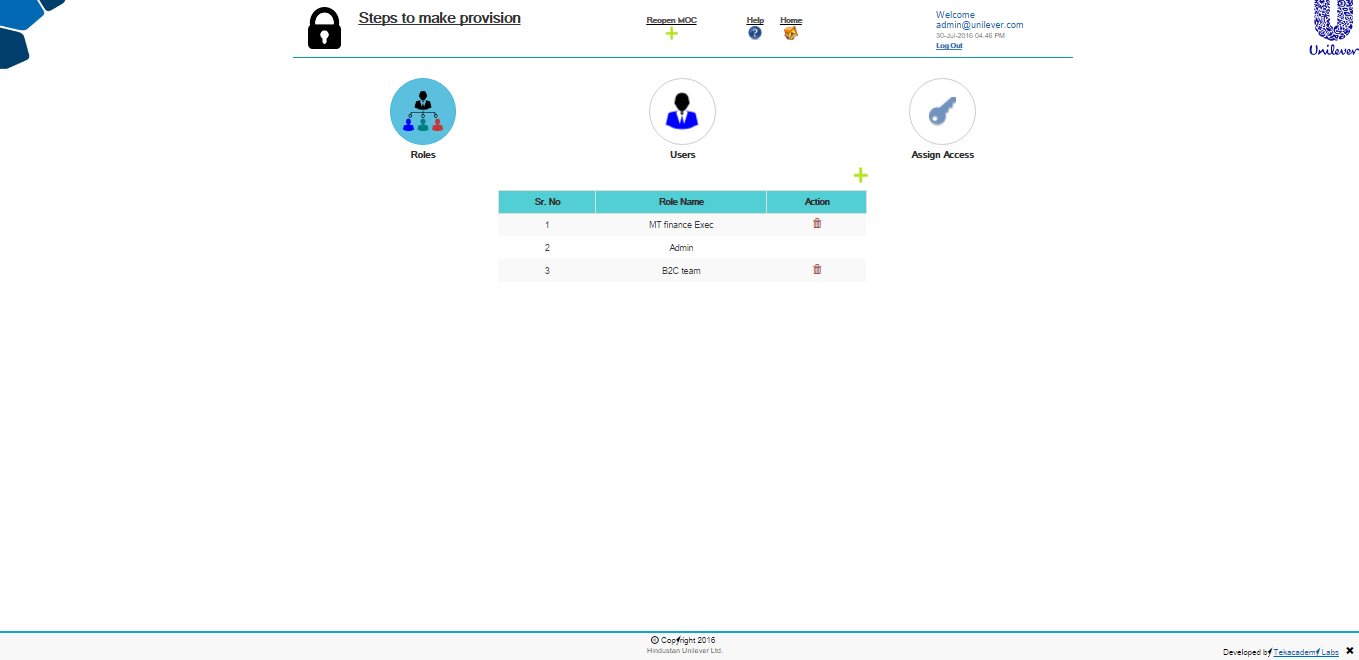 Steps to make provision
Reopen MOC
Help
Home
Welcome
admin@unilever.com
30-Jul-2016 04.46 PM
Log Out
Unilever
Roles
Users
Assign Access
Sr. No Role Name Action
1 MT finance Exec
2 Admin
3 B2C team
© Copyright 2016
Hindustan Unilever Ltd.
Developed by Tekacademy Labs